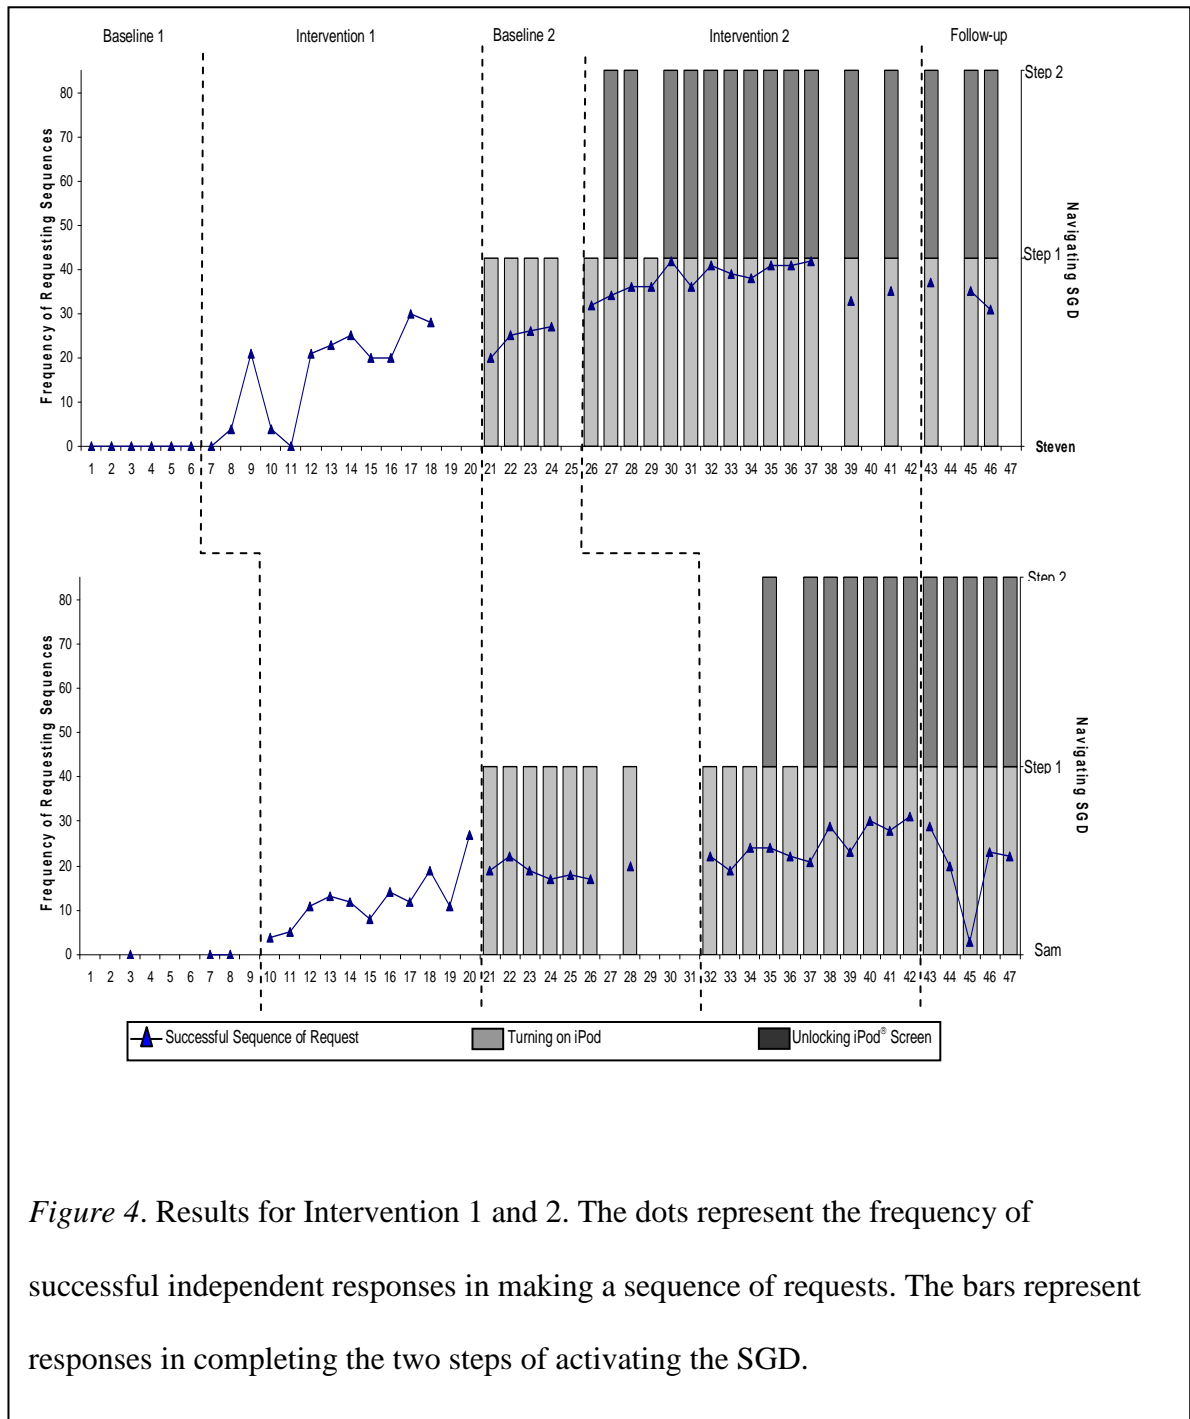 Baseline 1 Intervention 1 Baseline 2 Intervention 2 Follow-up
Frequency of Requesting Sequences
80
70
60
50
40
30
20
10
0
Step 2
Step 1
Navigating SGD
Steven
1 2 3 4 5 6 7 8 9 10 11 12 13 14 15 16 17 18 19 20 21 22 23 24 25 26 27 28 29 30 31 32 33 34 35 36 37 38 39 40 41 42 43 44 45 46 47
Frequency of Requesting Sequences
80
70
60
50
40
30
20
10
0
Step 2
Step 1
Navigating SGD
Sam
1 2 3 4 5 6 7 8 9 10 11 12 13 14 15 16 17 18 19 20 21 22 23 24 25 26 27 28 29 30 31 32 33 34 35 36 37 38 39 40 41 42 43 44 45 46 47
Successful Sequence of Request Turning on iPod Unlocking iPod® Screen
Figure 4. Results for Intervention 1 and 2. The dots represent the frequency of
successful independent responses in making a sequence of requests. The bars represent
responses in completing the two steps of activating the SGD.